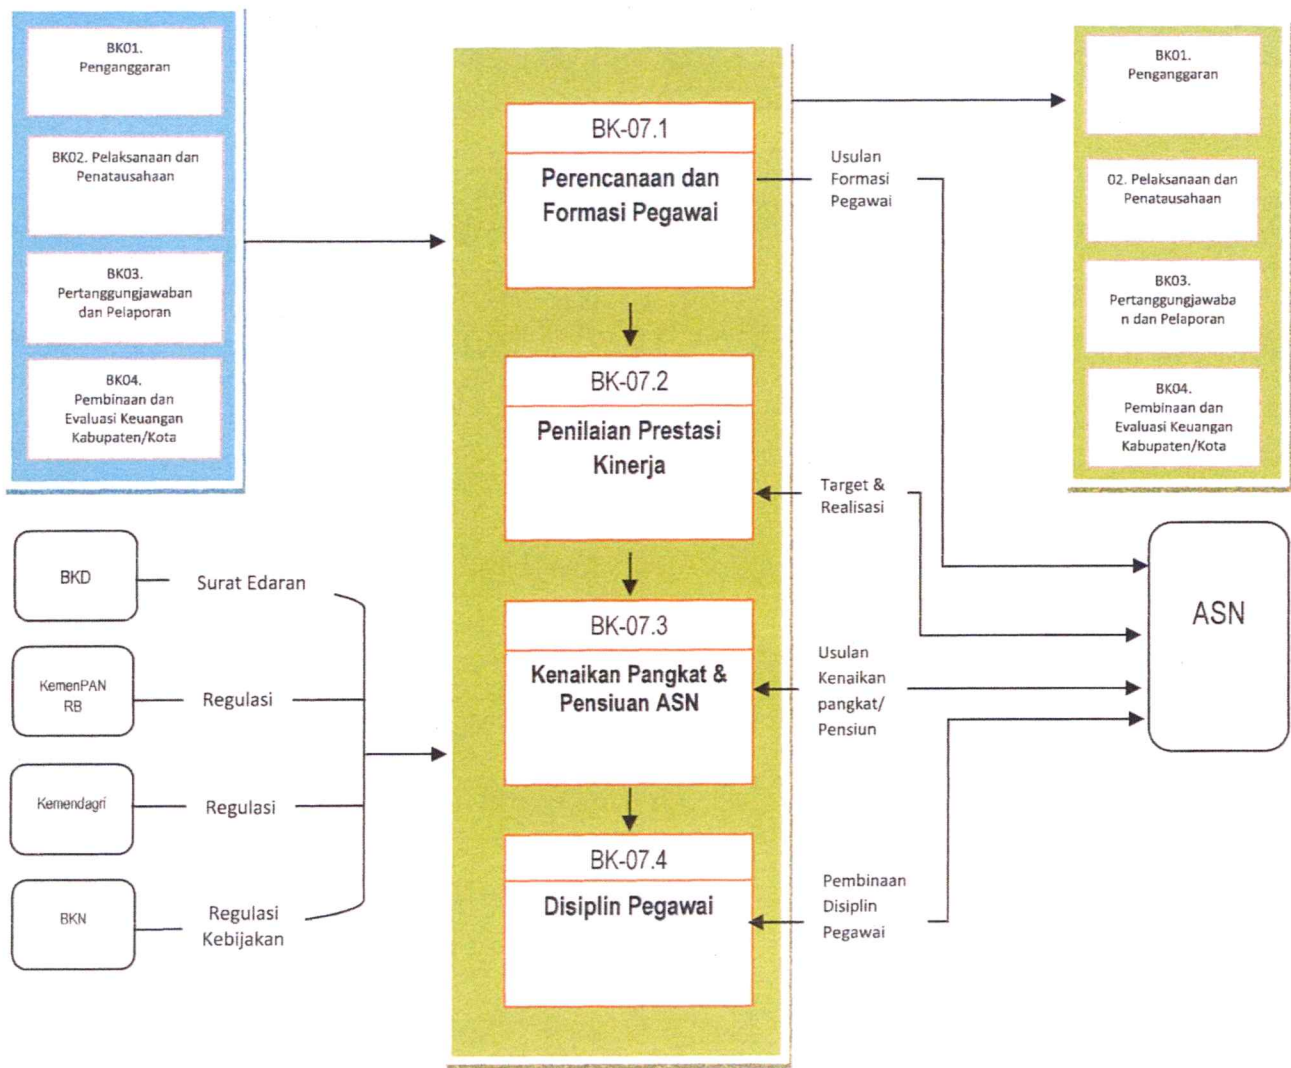 BK01.
Penganggaran
BK02. Pelaksanaan dan
Penatausahaan
BK03.
Pertanggungjawaban
dan Pelaporan
BK04.
Pembinaan dan
Evaluasi Keuangan
Kabupaten/Kota
BKD
Surat Edaran
KemenPAN
RB
Regulasi
Kemendagri
Regulasi
BKN
Regulasi
Kebijakan
BK-07.1
Perencanaan dan
Formasi Pegawai
BK-07.2
Penilaian Prestasi
Kinerja
BK-07.3
Kenaikan Pangkat &
Pensiuan ASN
BK-07.4
Disiplin Pegawai
Usulan
Formasi
Pegawai
Target &
Realisasi
Usulan
Kenaikan
pangkat/
Pensiun
Pembinaan
Disiplin
Pegawai
BK01.
Penganggaran
02. Pelaksanaan dan
Penatausahaan
BK03.
Pertanggungjawaba
n dan Pelaporan
BK04.
Pembinaan dan
Evaluasi Keuangan
Kabupaten/Kota
ASN